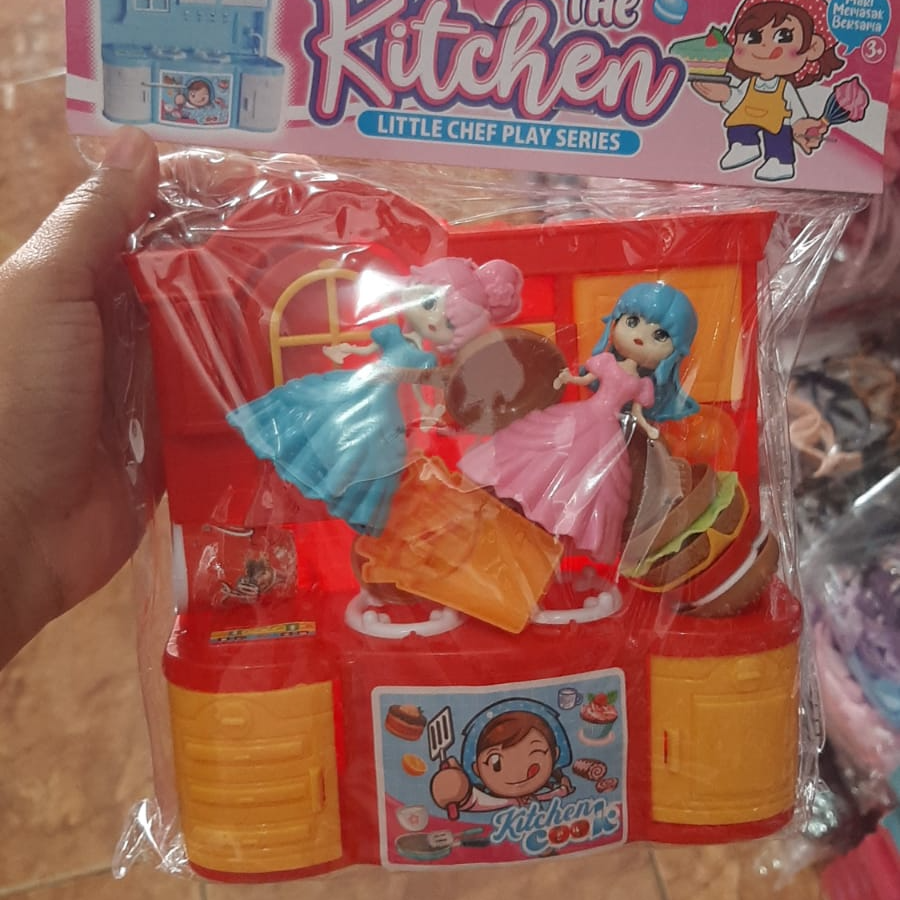 THE
Kitchen
LITTLE CHEF PLAY SERIES
Mari
Memasak
Bersama
3+
Kitchen
COOK